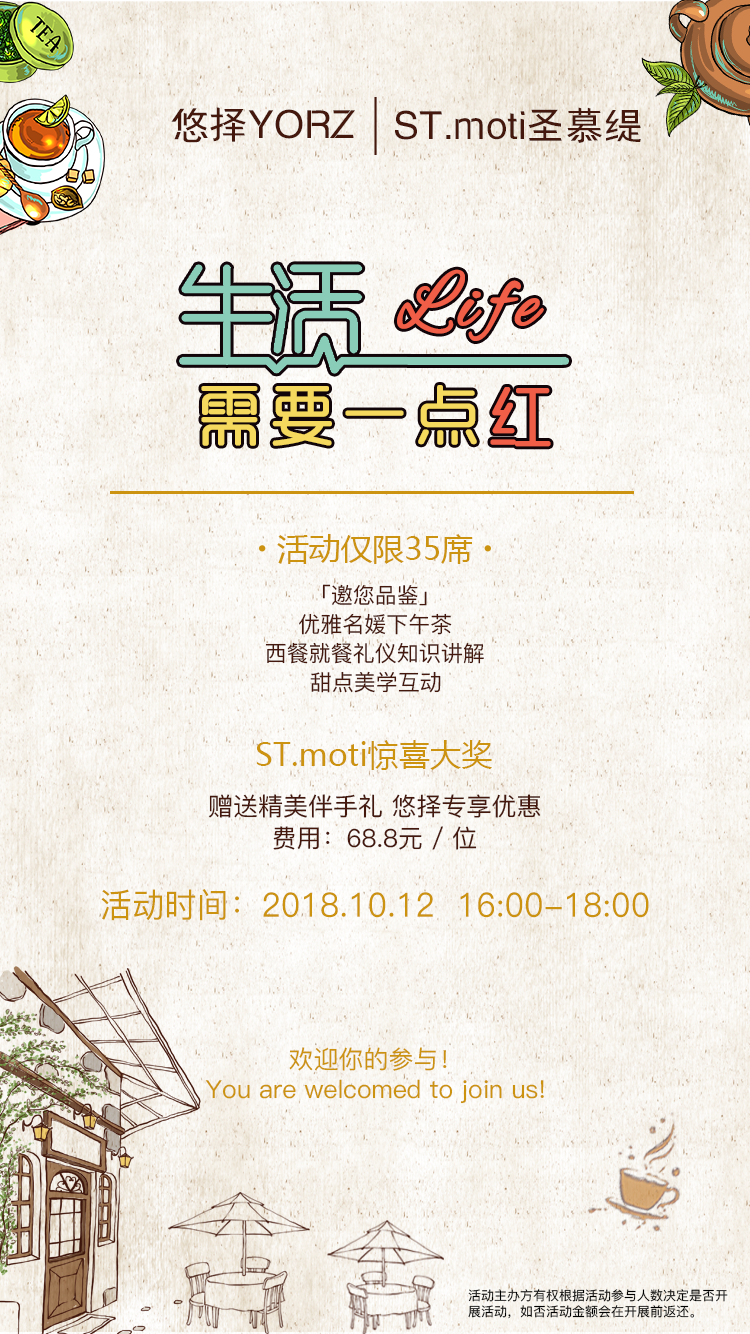 TEA
悠择YORZ | ST.moti圣慕缇
生活 Life
需要一点红
·活动仅限35席·
「邀您品鉴」
优雅名媛下午茶
西餐就餐礼仪知识讲解
甜点美学互动
ST.moti惊喜大奖
赠送精美伴手礼 悠择专享优惠
费用：68.8元 / 位
活动时间：2018.10.12 16:00-18:00
欢迎你的参与！
You are welcomed to join us!
活动主办方有权根据活动参与人数决定是否开
展活动，如否活动金额会在开展前返还。